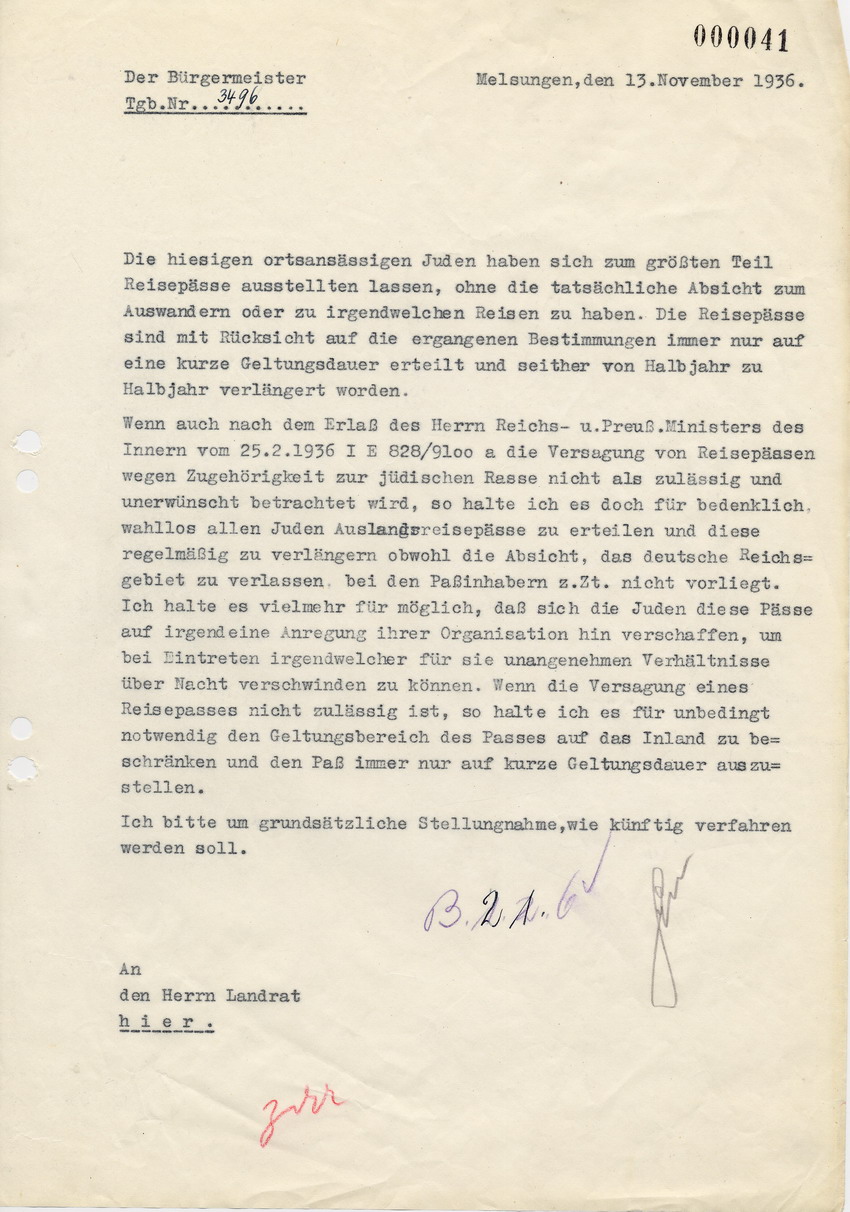 000041
Der Bürgermeister
Melsungen,den 13.November 1936.
Tgb.Nr...3496.....
Die hiesigen ortsansässigen Juden haben sich zum größten Teil
Reisepässe ausstellten lassen, ohne die tatsächliche Absicht zum
Auswandern oder zu irgendwelchen Reisen zu haben. Die Reisepässe
sind mit Rücksicht auf die ergangenen Bestimmungen immer nur auf
eine kurze Geltungsdauer erteilt und seither von Halbjahr zu
Halbjahr verlängert worden.
Wenn auch nach dem Erlaß des Herrn Reichs- u.Preuß.Ministers des
Innern vom 25.2.1936 I E 828/91oo a die Versagung von Reisepäasen
wegen Zugehörigkeit zur jüdischen Rasse nicht als zulässig und
unerwünscht betrachtet wird, so halte ich es doch für bedenklich,
wahllos allen Juden Auslandsreisepässe zu erteilen und diese
regelmäßig zu verlängern obwohl die Absicht, das deutsche Reichs=
gebiet zu verlassen, bei den Paßinhabern z.Zt. nicht vorliegt.
Ich halte es vielmehr für möglich, daß sich die Juden diese Pässe
auf irgendeine Anregung ihrer Organisation hin verschaffen, um
bei Eintreten irgendwelcher für sie unangenehmen Verhältnisse
über Nacht verschwinden zu können. Wenn die Versagung eines
Reisepasses nicht zulässig ist, so halte ich es für unbedingt
notwendig den Geltungsbereich des Passes auf das Inland zu be=
schränken und den Paß immer nur auf kurze Geltungsdauer auszu=
stellen.
Ich bitte um grundsätzliche Stellungnahme,wie künftig verfahren
werden soll.
An
den Herrn Landrat
h i e r .